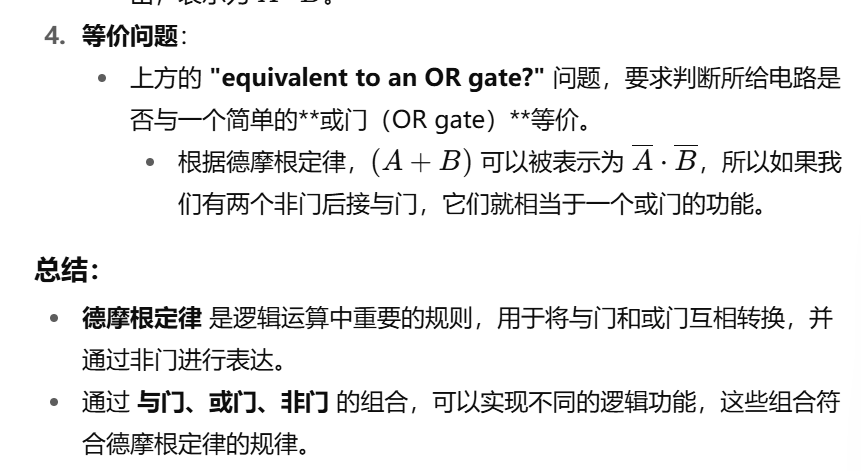 4. 等价问题：
• 上方的 "equivalent to an OR gate?" 问题，要求判断所给电路是
否与一个简单的**或门（OR gate）**等价。
• 根据德摩根定律，(A + B) 可以被表示为 A̅ · B̅，所以如果我
们有两个非门后接与门，它们就相当于一个或门的功能。
总结：
• 德摩根定律 是逻辑运算中重要的规则，用于将与门和或门互相转换，并
通过非门进行表达。
• 通过 与门、或门、非门 的组合，可以实现不同的逻辑功能，这些组合符
合德摩根定律的规律。